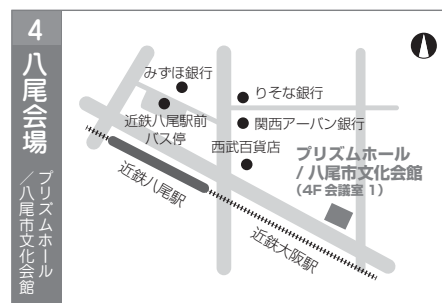 4
八尾会場
プリズムホール
／八尾市文化会館
みずほ銀行
りそな銀行
近鉄八尾駅前
バス停
関西アーバン銀行
西武百貨店
プリズムホール
/ 八尾市文化会館
（4F 会議室 1）
近鉄八尾駅
近鉄大阪駅